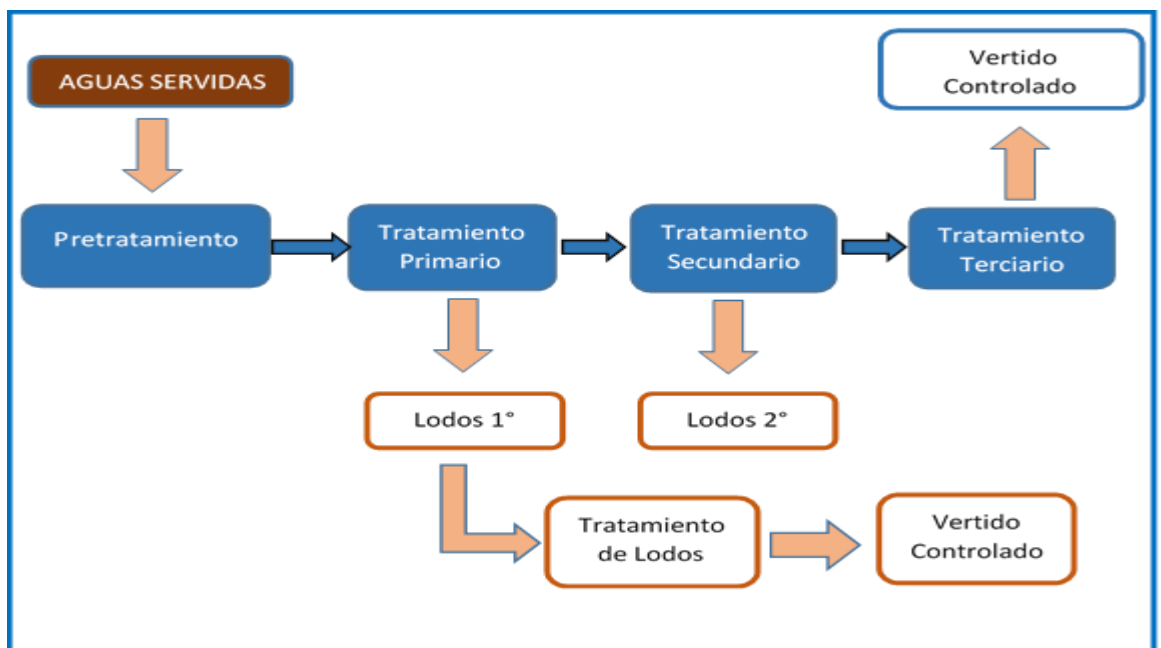 AGUAS SERVIDAS
Vertido
Controlado
Pretratamiento
Tratamiento
Primario
Tratamiento
Secundario
Tratamiento
Terciario
Lodos 1°
Lodos 2°
Tratamiento
de Lodos
Vertido
Controlado